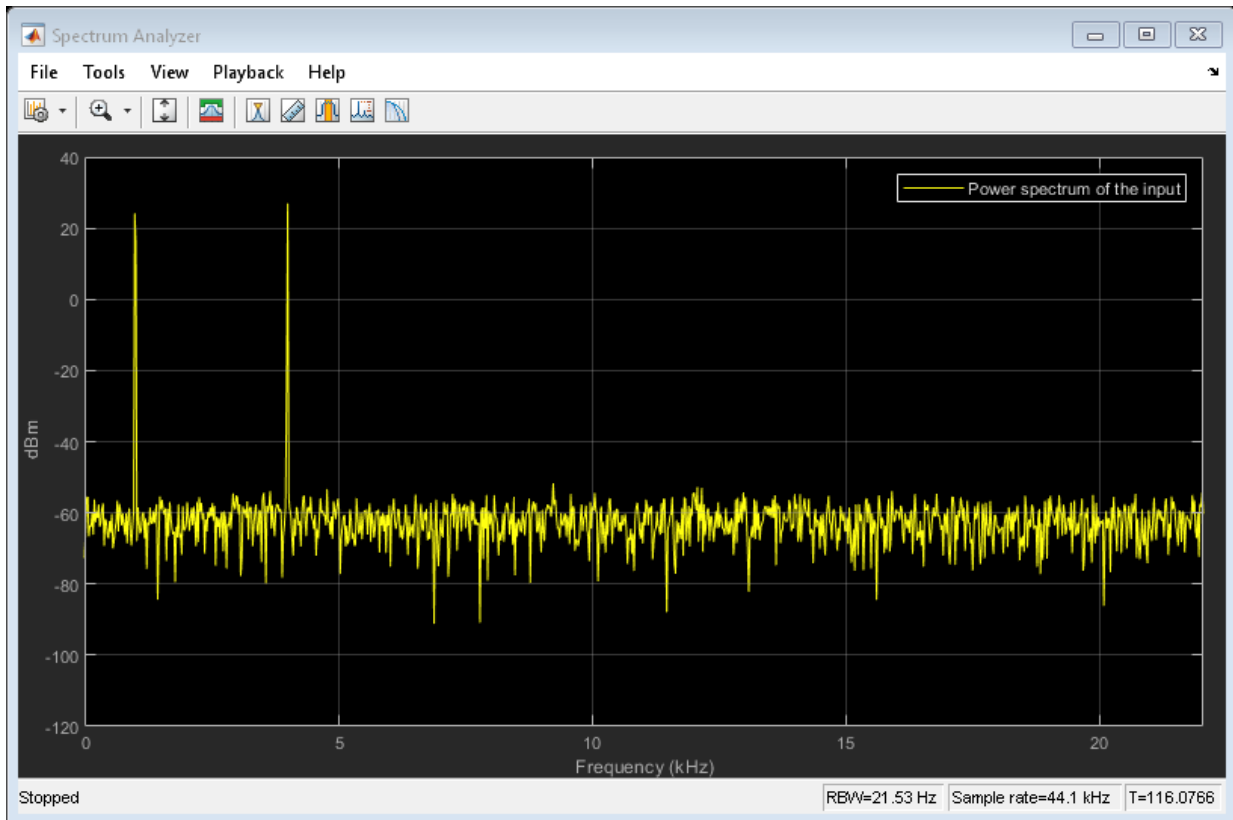 Spectrum Analyzer
File Tools View Playback Help
Power spectrum of the input
40
20
0
-20
-40
-60
-80
-100
-120
dBm
0 5 10 15 20
Frequency (kHz)
Stopped RBW=21.53 Hz Sample rate=44.1 kHz T=116.0766